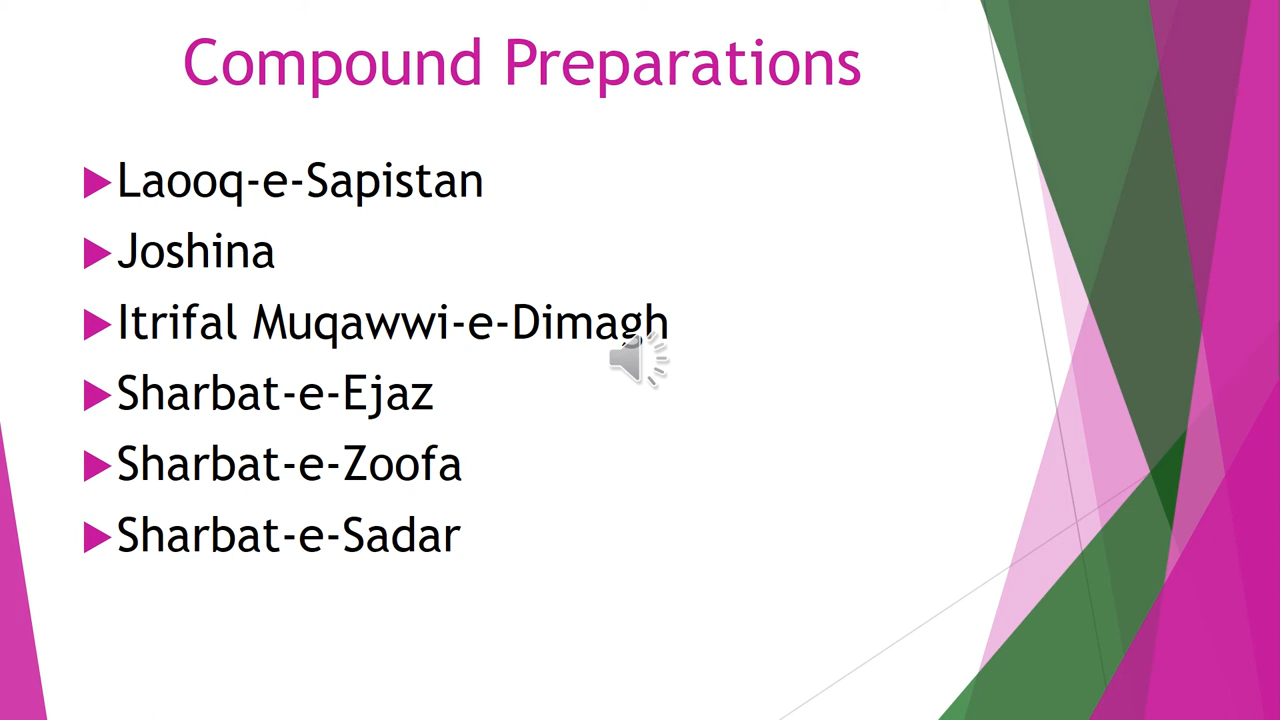 Compound Preparations
Laooq-e-Sapistan
Joshina
Itrifal Muqawwi-e-Dimagh
Sharbat-e-Ejaz
Sharbat-e-Zoofa
Sharbat-e-Sadar